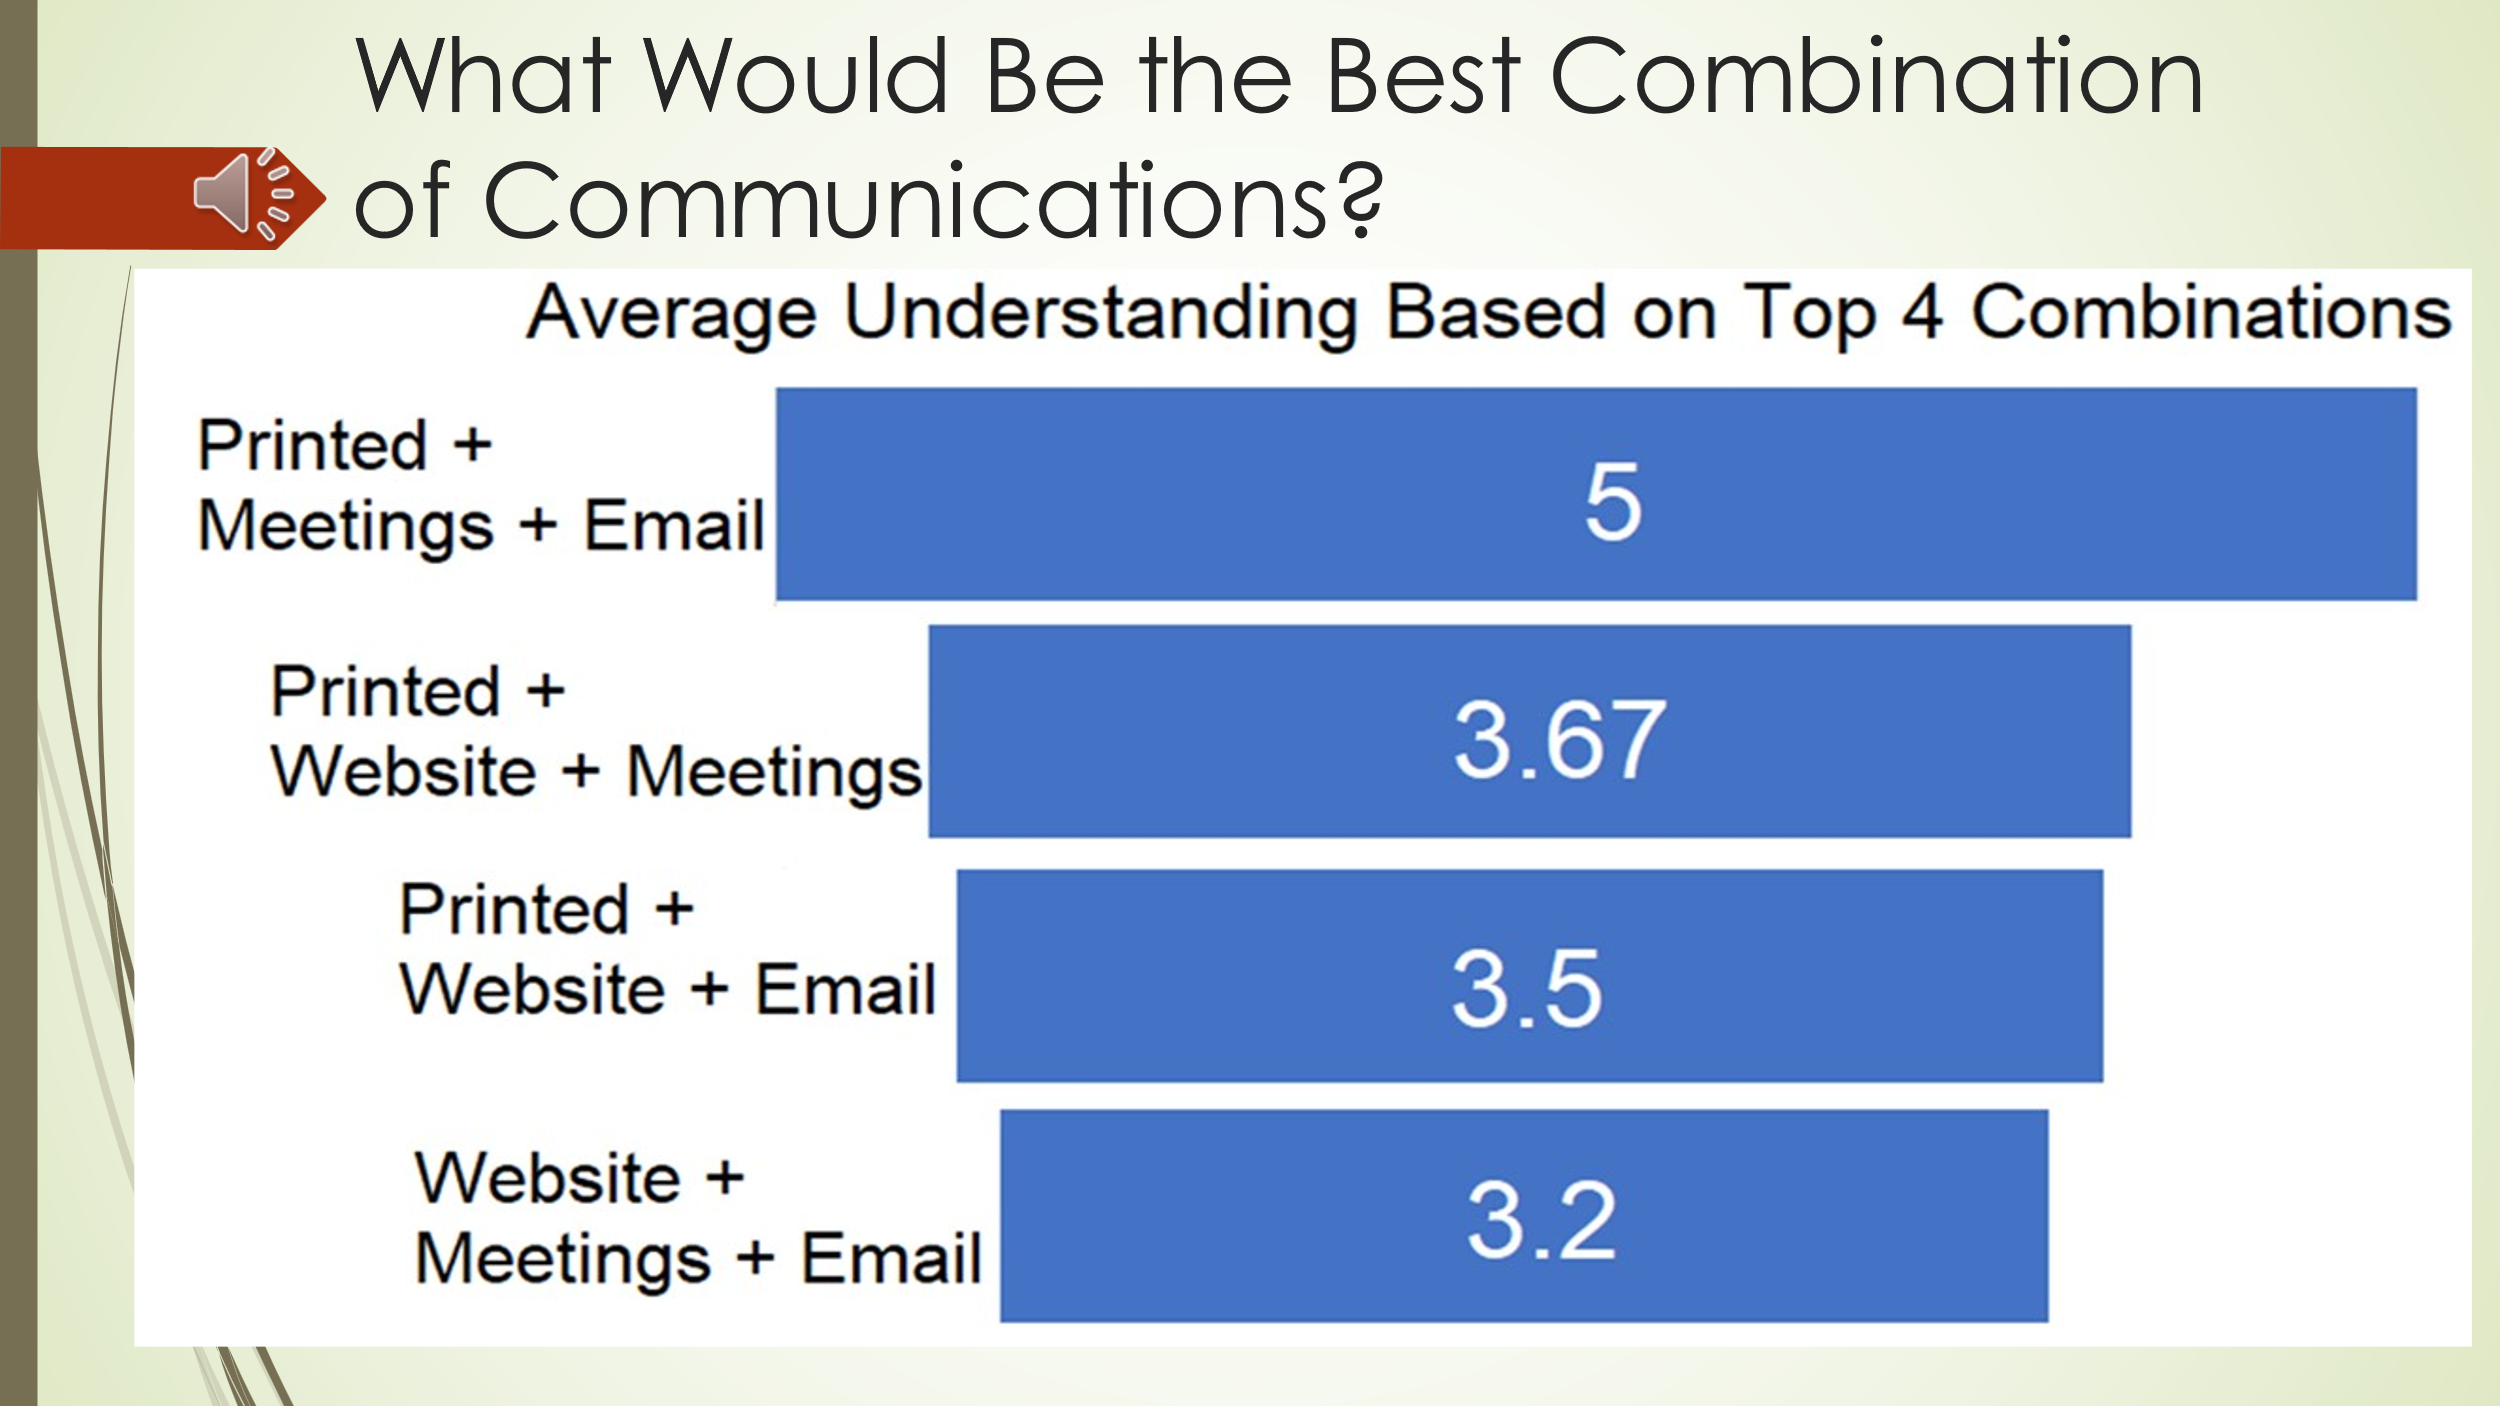 What Would Be the Best Combination
of Communications?
Average Understanding Based on Top 4 Combinations
Printed +
Meetings + Email
5
Printed +
Website + Meetings
3.67
Printed +
Website + Email
3.5
Website +
Meetings + Email
3.2